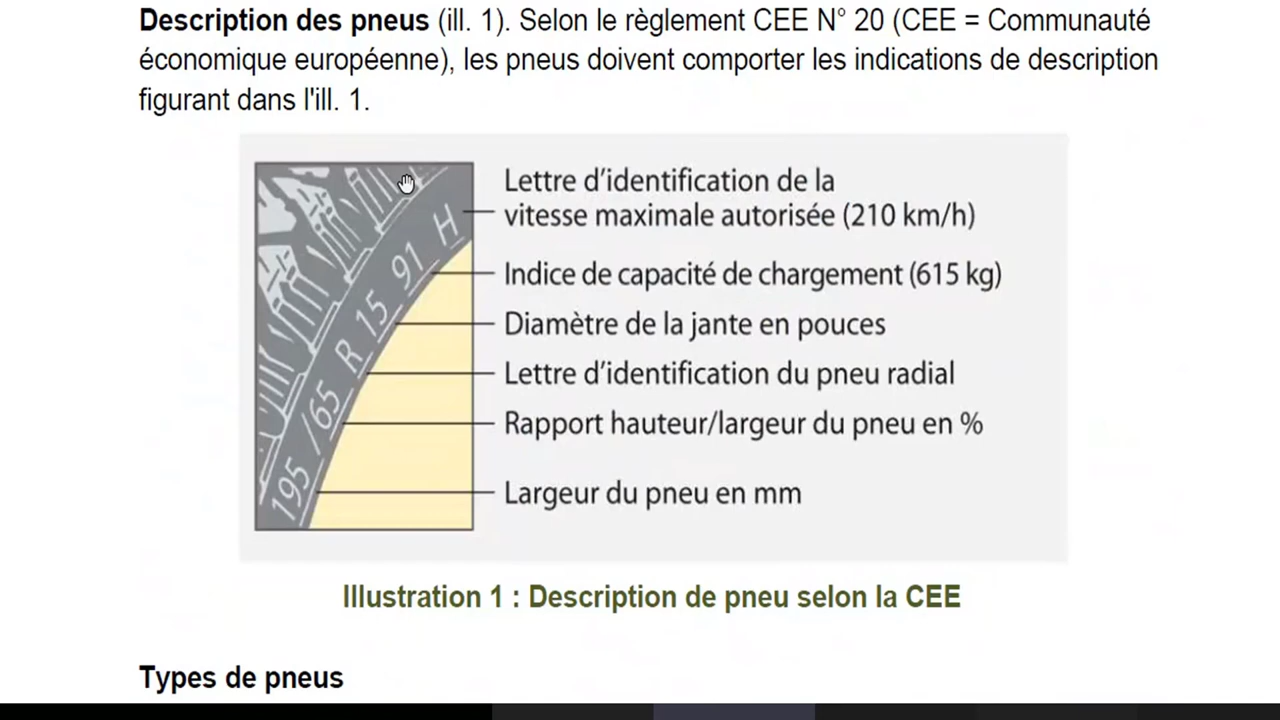 Description des pneus (ill. 1). Selon le règlement CEE N° 20 (CEE = Communauté
économique européenne), les pneus doivent comporter les indications de description
figurant dans l'ill. 1.
Lettre d’identification de la
vitesse maximale autorisée (210 km/h)
Indice de capacité de chargement (615 kg)
Diamètre de la jante en pouces
Lettre d’identification du pneu radial
Rapport hauteur/largeur du pneu en %
Largeur du pneu en mm
195 /65 R 15 91 H
Illustration 1 : Description de pneu selon la CEE
Types de pneus